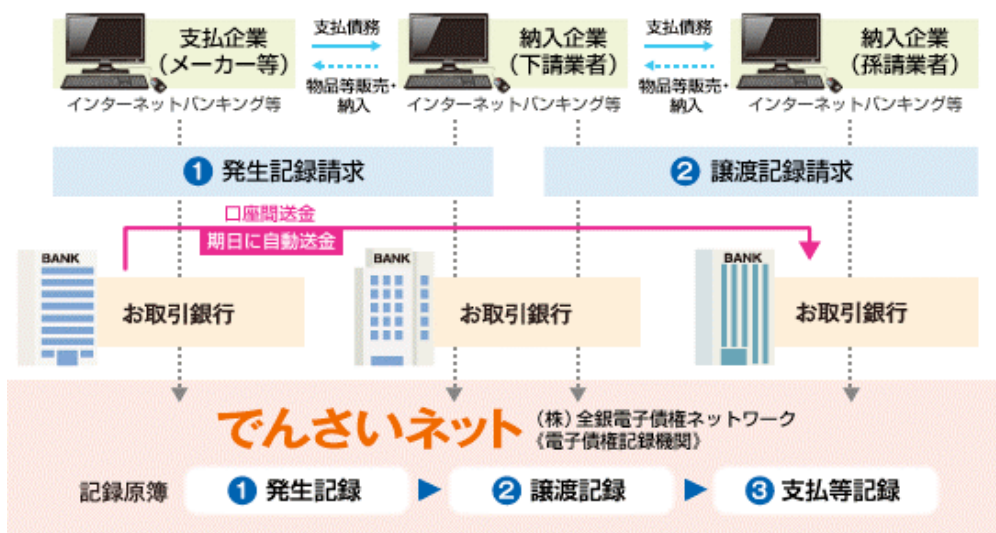 支払企業
（メーカー等）
インターネットバンキング等
支払債務
物品等販売・
納入
納入企業
（下請業者）
インターネットバンキング等
支払債務
物品等販売・
納入
納入企業
（孫請業者）
インターネットバンキング等
1 発生記録請求
2 譲渡記録請求
口座間送金
期日に自動送金
BANK
お取引銀行
BANK
お取引銀行
BANK
お取引銀行
でんさいネット
（株）全銀電子債権ネットワーク
《電子債権記録機関》
記録原簿
1 発生記録
2 譲渡記録
3 支払等記録